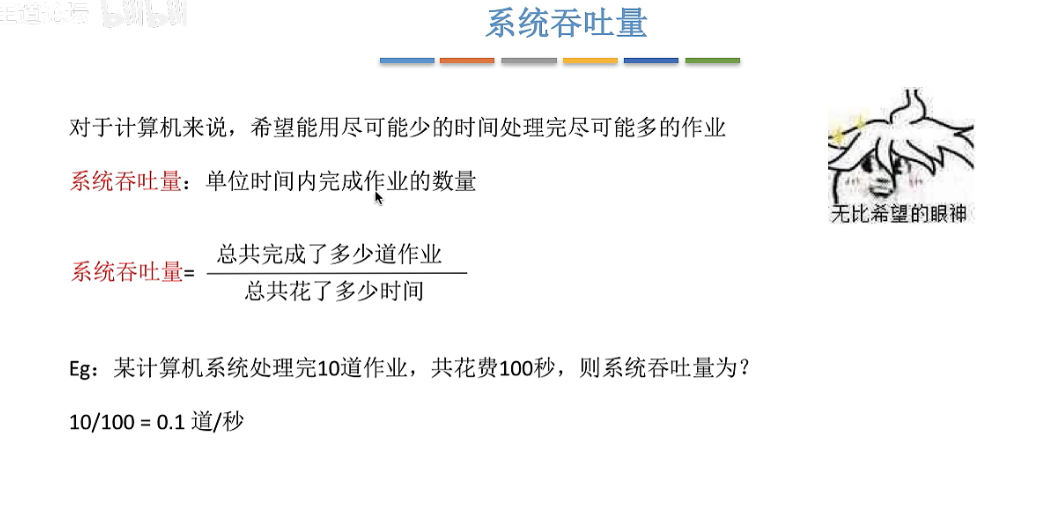 bilibili
系统吞吐量
对于计算机来说，希望能用尽可能少的时间处理完尽可能多的作业
系统吞吐量：单位时间内完成作业的数量
无比希望的眼神
系统吞吐量=
总共完成了多少道作业
总共花了多少时间
Eg：某计算机系统处理完10道作业，共花费100秒，则系统吞吐量为？
10/100 = 0.1 道/秒